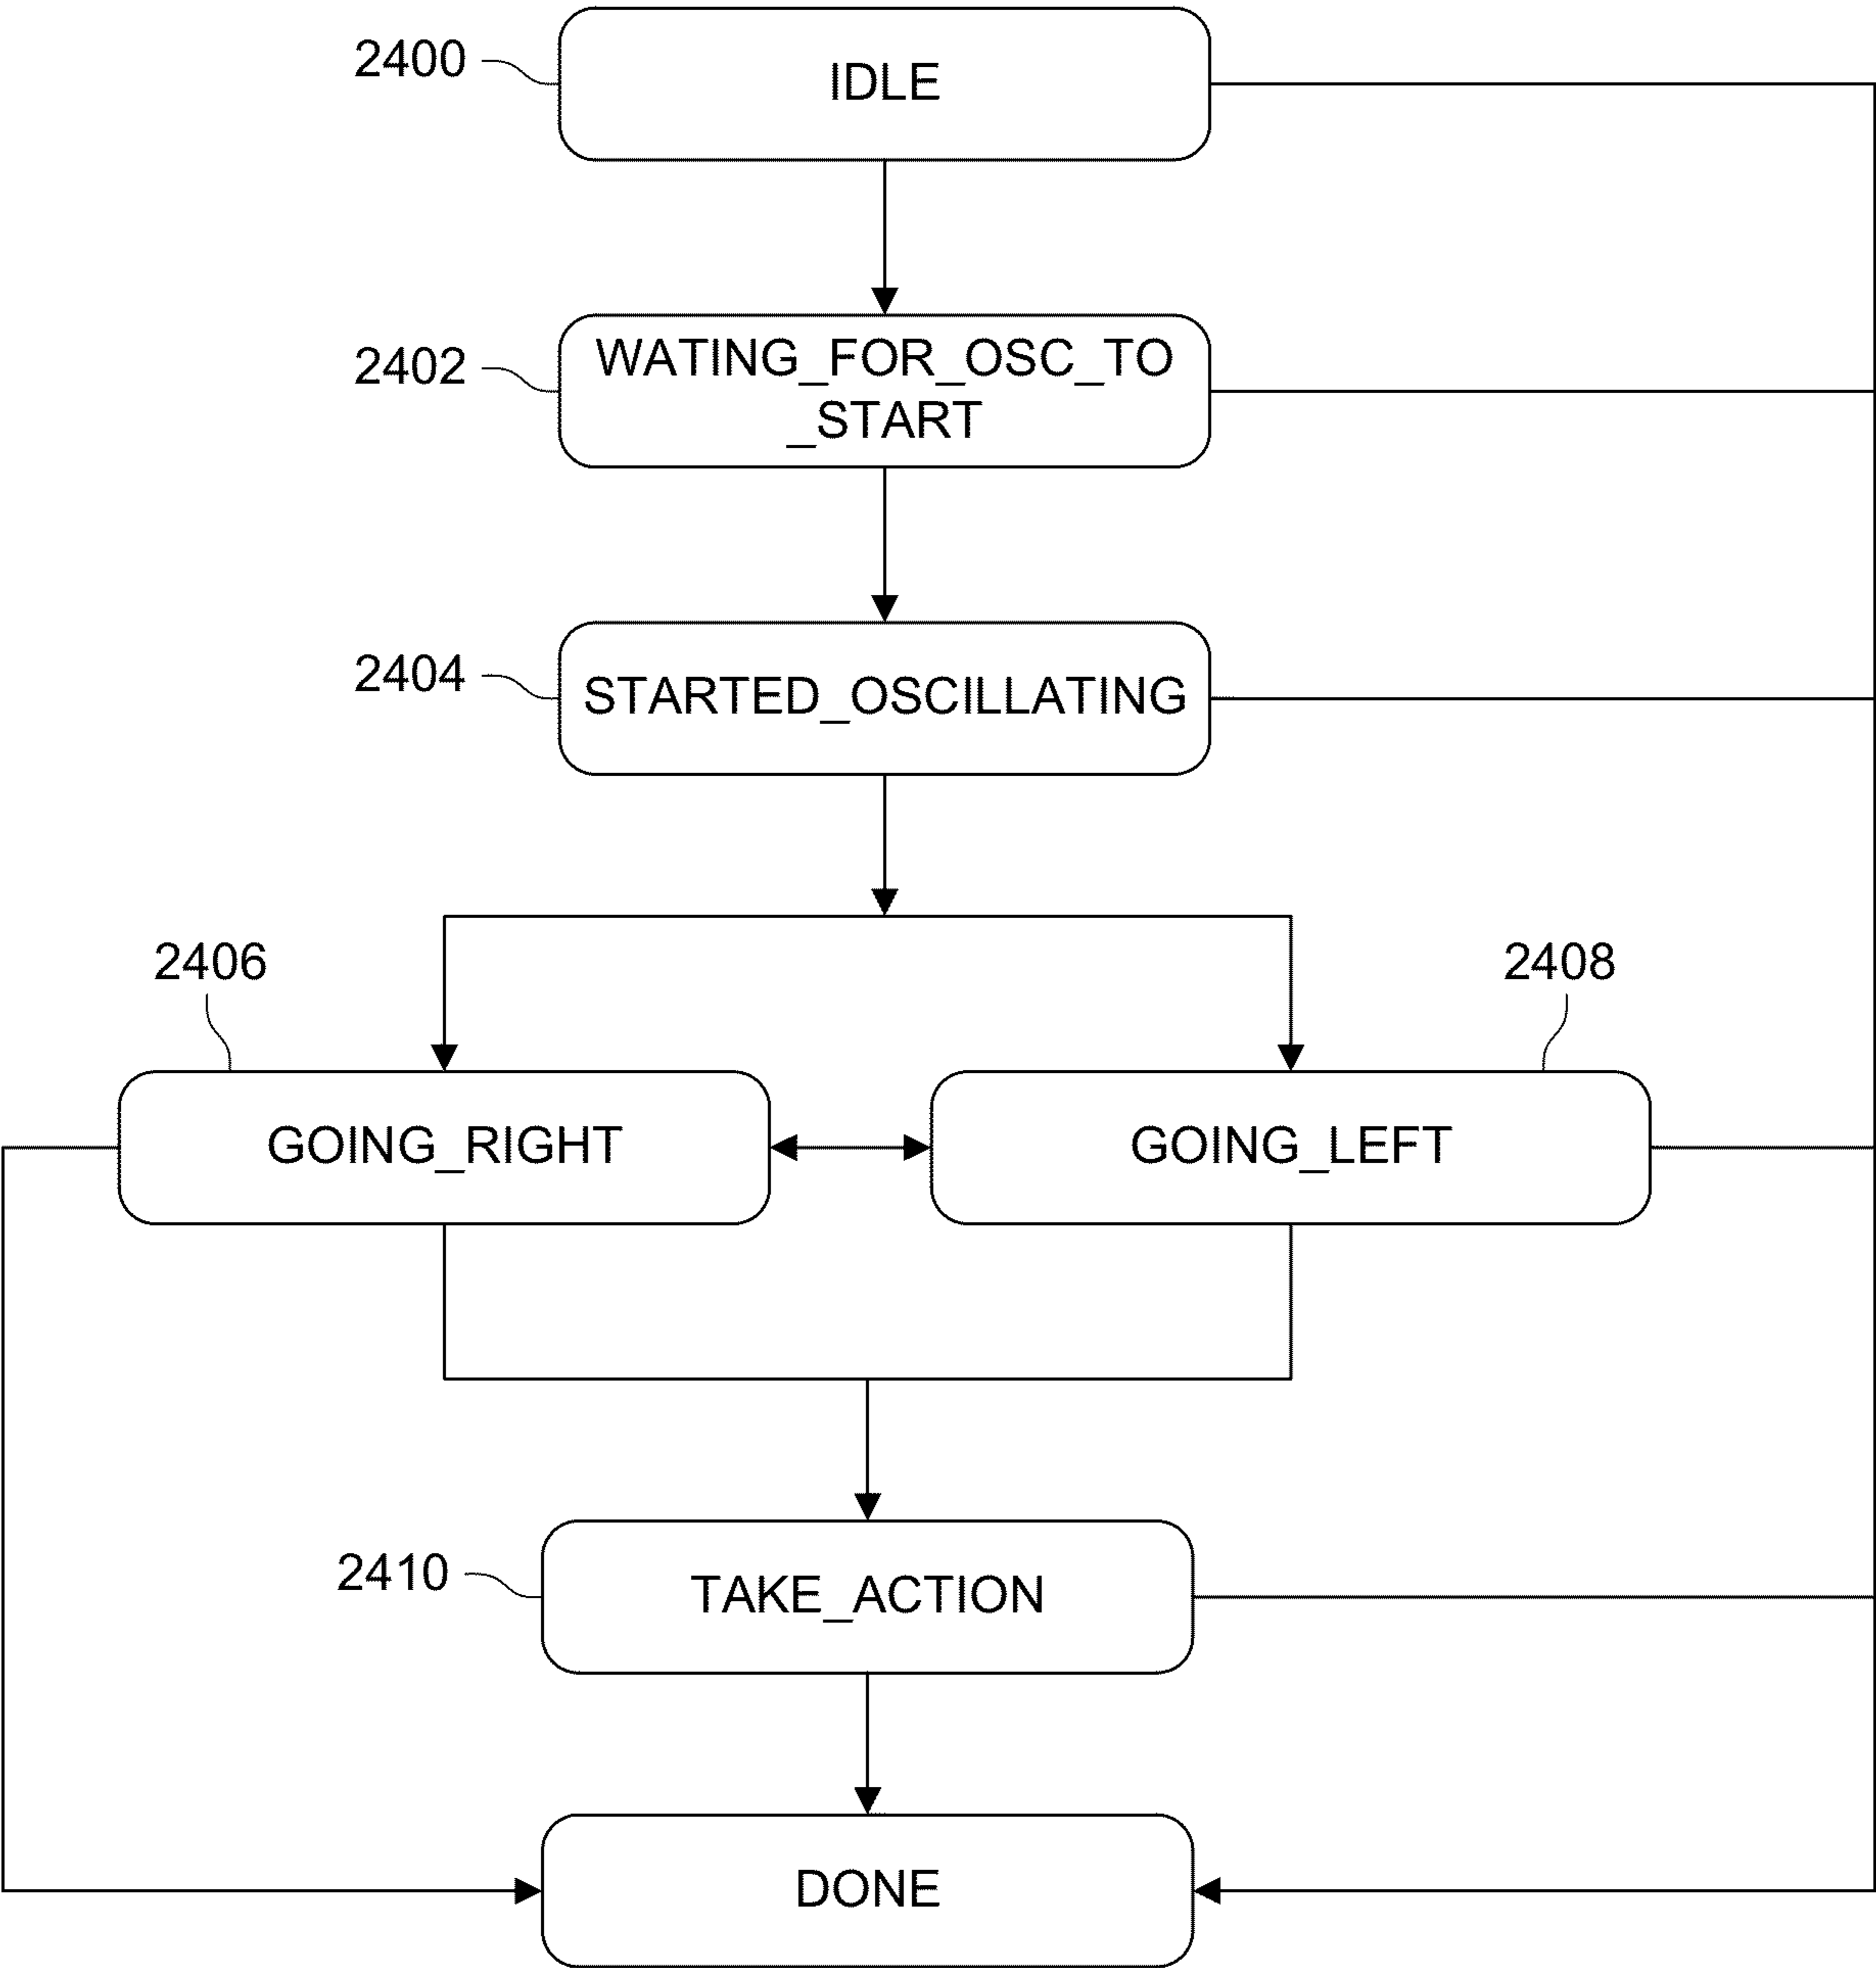 2400
IDLE
2402
WATING_FOR_OSC_TO
_START
2404
STARTED_OSCILLATING
2406
2408
GOING_RIGHT
GOING_LEFT
2410
TAKE_ACTION
DONE